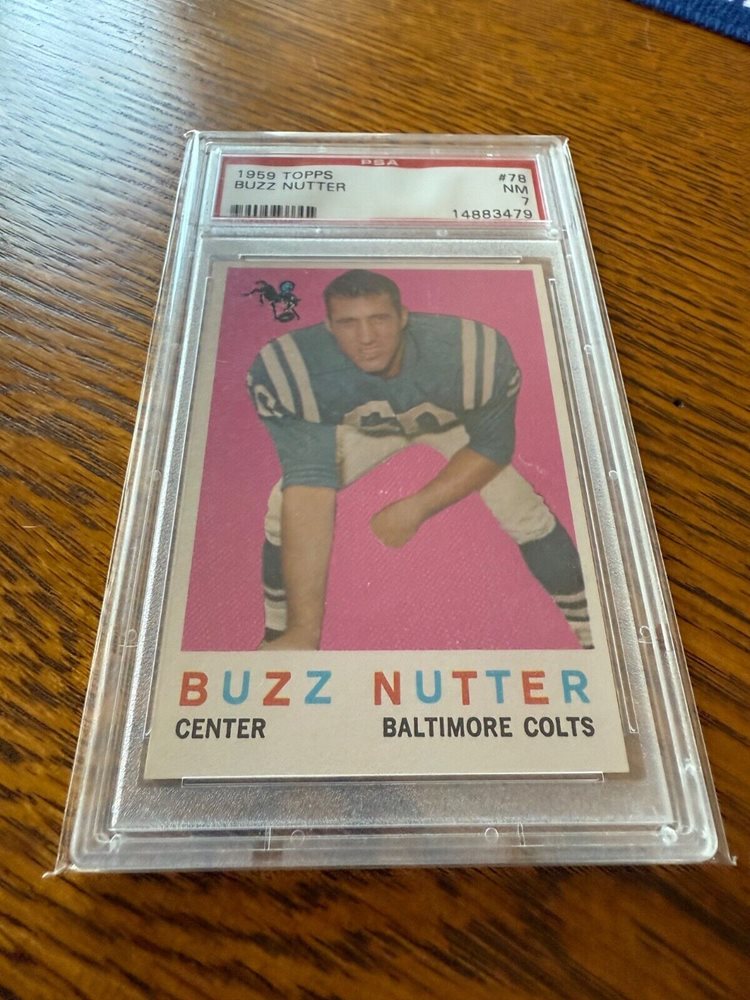 PSA
1959 TOPPS #78
BUZZ NUTTER NM
7
14883479
BUZZ NUTTER
CENTER BALTIMORE COLTS